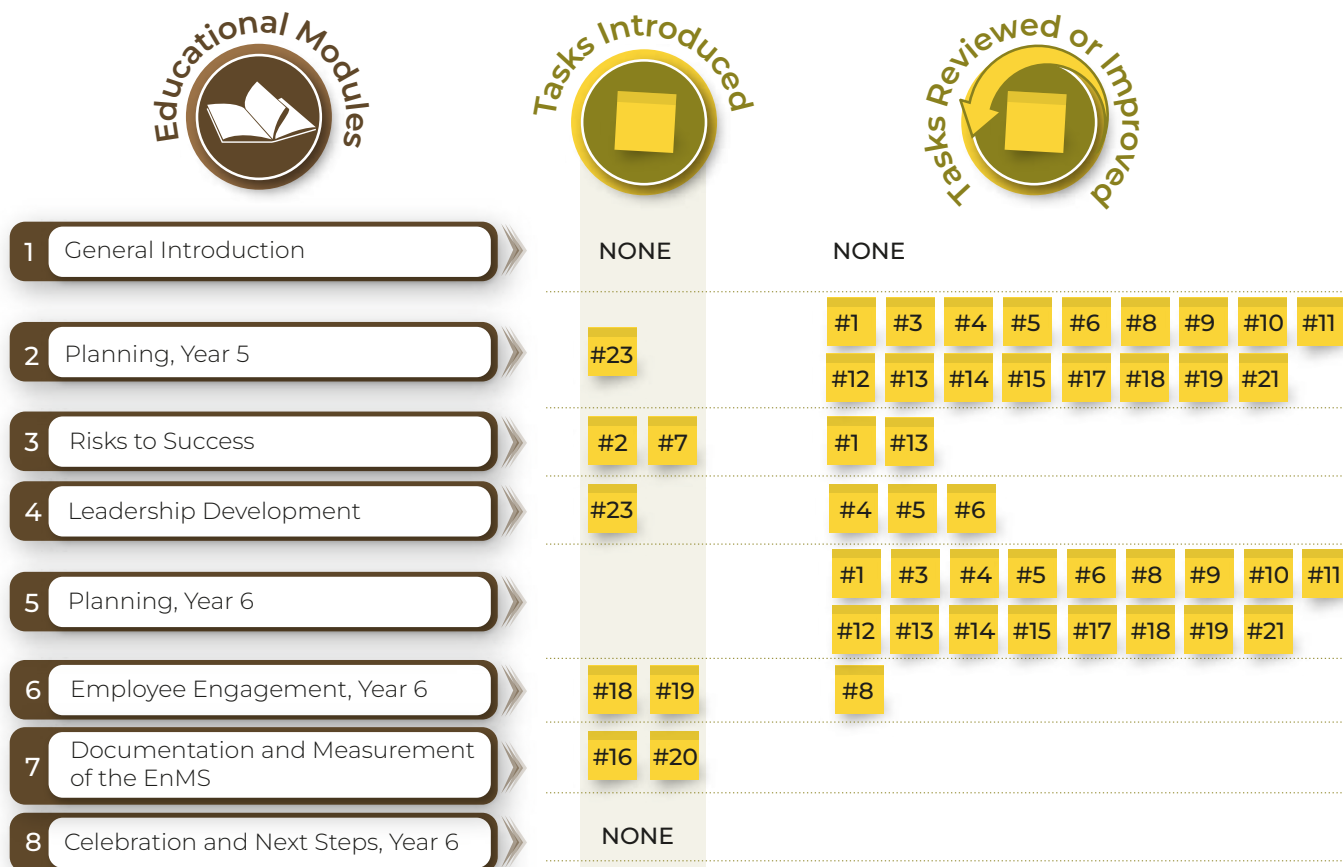 Educational Modules
Tasks Introduced
Tasks Reviewed or Improved
1 General Introduction NONE NONE
2 Planning, Year 5 #23
#1 #3 #4 #5 #6 #8 #9 #10 #11
#12 #13 #14 #15 #17 #18 #19 #21
3 Risks to Success #2 #7 #1 #13
4 Leadership Development #23 #4 #5 #6
5 Planning, Year 6
#1 #3 #4 #5 #6 #8 #9 #10 #11
#12 #13 #14 #15 #17 #18 #19 #21
6 Employee Engagement, Year 6 #18 #19 #8
7 Documentation and Measurement
of the EnMS
#16 #20
8 Celebration and Next Steps, Year 6 NONE